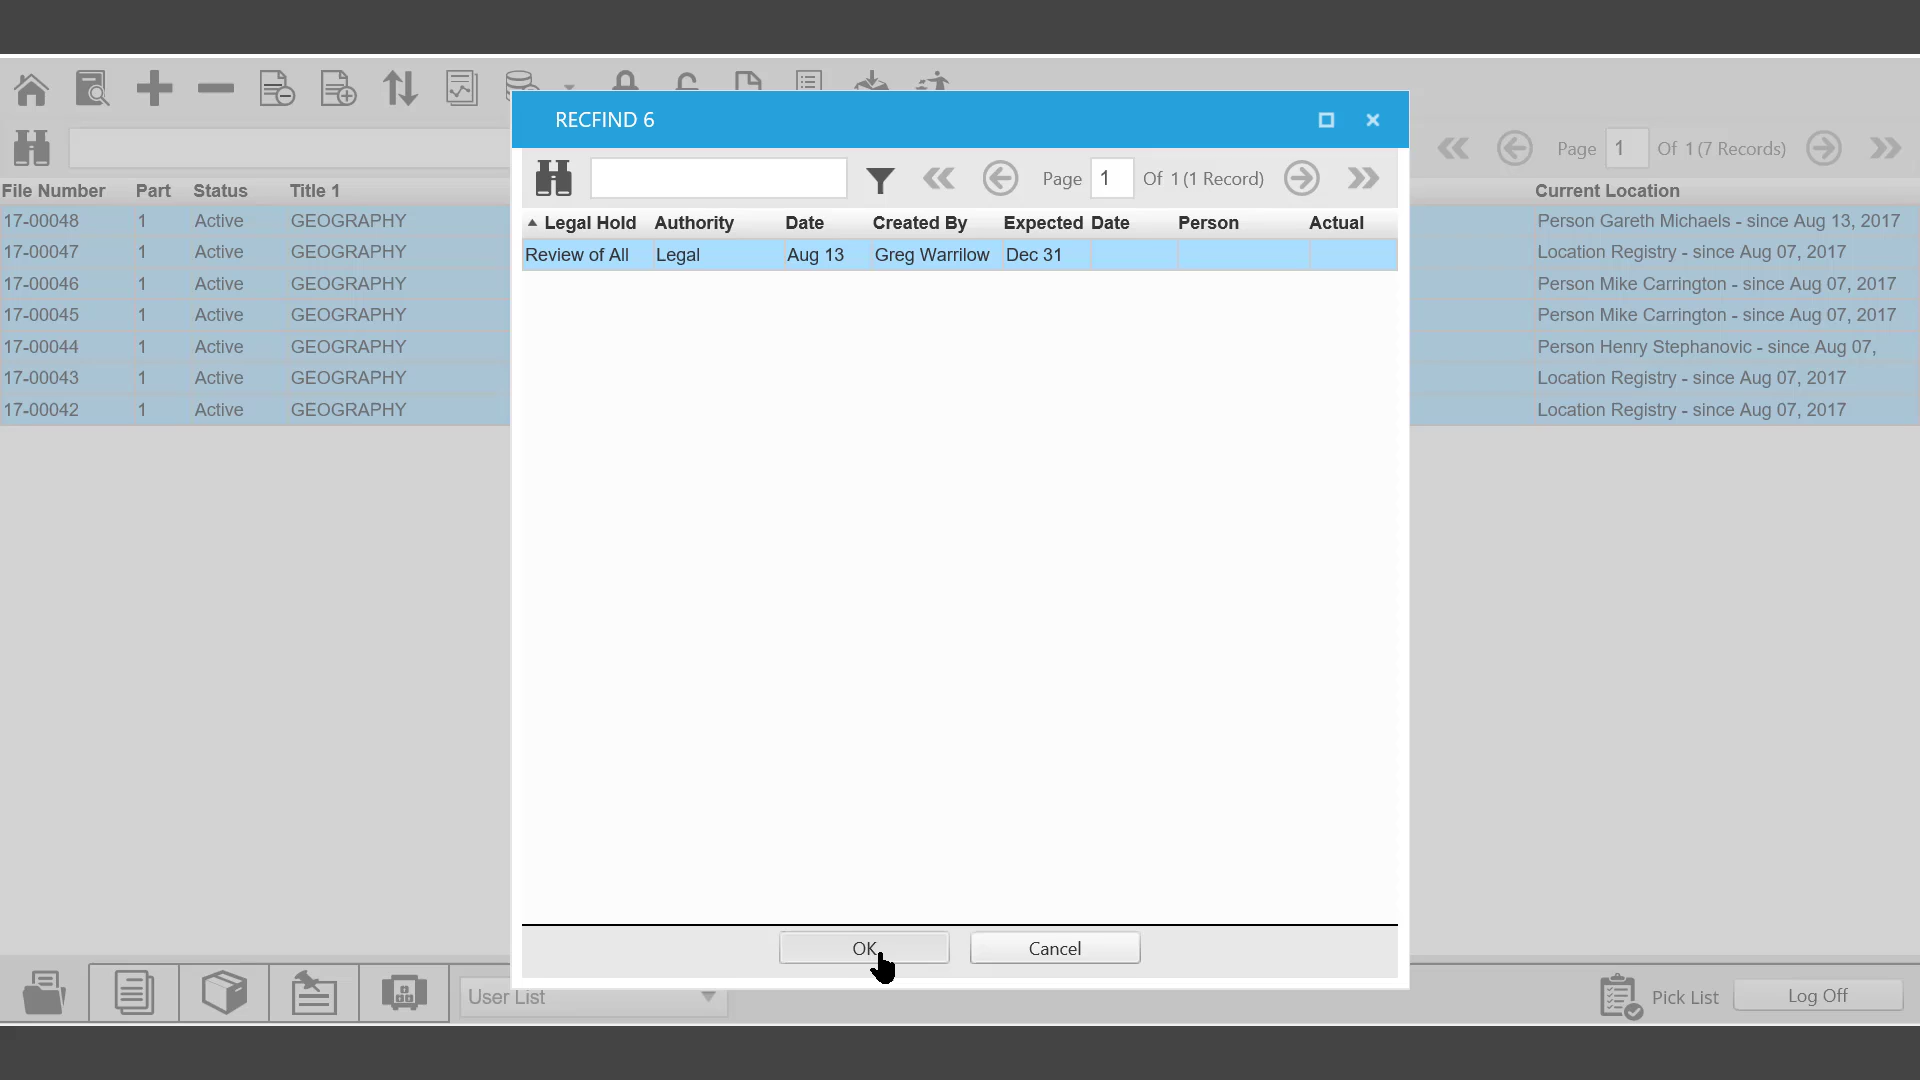 RECFIND 6
Page 1 Of 1 (1 Record)
Legal Hold Authority Date Created By Expected Date Person Actual
Review of All Legal Aug 13 Greg Warrilow Dec 31
OK Cancel
Page 1 Of 1 (7 Records)
File Number Part Status Title 1 Current Location
17-00048 1 Active GEOGRAPHY Person Gareth Michaels - since Aug 13, 2017
17-00047 1 Active GEOGRAPHY Location Registry - since Aug 07, 2017
17-00046 1 Active GEOGRAPHY Person Mike Carrington - since Aug 07, 2017
17-00045 1 Active GEOGRAPHY Person Mike Carrington - since Aug 07, 2017
17-00044 1 Active GEOGRAPHY Person Henry Stephanovic - since Aug 07,
17-00043 1 Active GEOGRAPHY Location Registry - since Aug 07, 2017
17-00042 1 Active GEOGRAPHY Location Registry - since Aug 07, 2017
User List Pick List Log Off